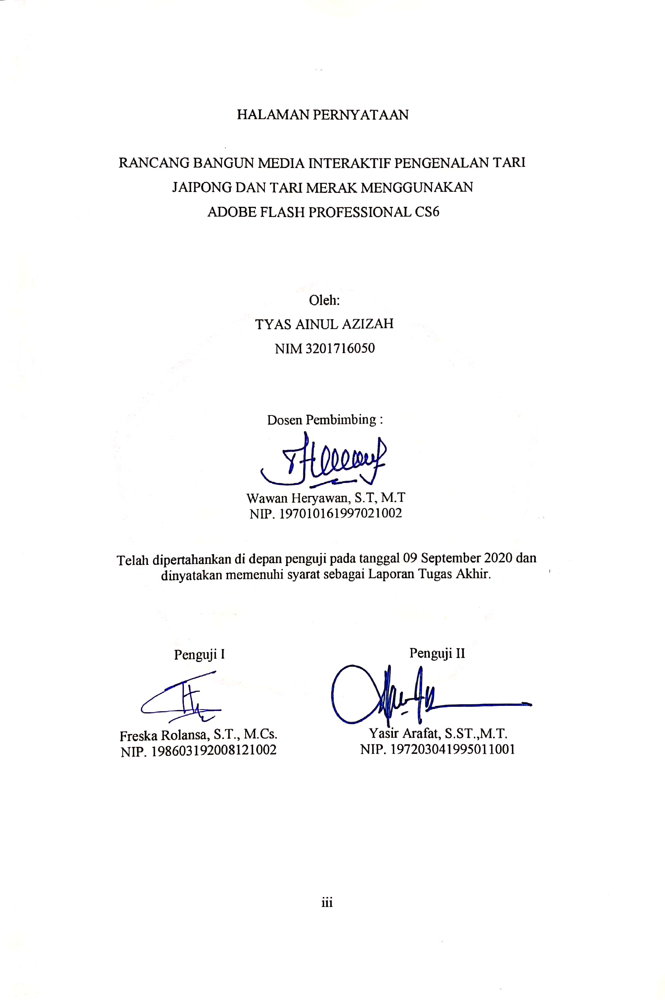 HALAMAN PERNYATAAN
RANCANG BANGUN MEDIA INTERAKTIF PENGENALAN TARI
JAIPONG DAN TARI MERAK MENGGUNAKAN
ADOBE FLASH PROFESSIONAL CS6
Oleh:
TYAS AINUL AZIZAH
NIM 3201716050
Dosen Pembimbing :
Wawan Heryawan, S.T, M.T
NIP. 197010161997021002
Telah dipertahankan di depan penguji pada tanggal 09 September 2020 dan
dinyatakan memenuhi syarat sebagai Laporan Tugas Akhir.
Penguji I
Penguji II
Freska Rolansa, S.T., M.Cs.
NIP. 198603192008121002
Yasir Arafat, S.ST.,M.T.
NIP. 197203041995011001
iii